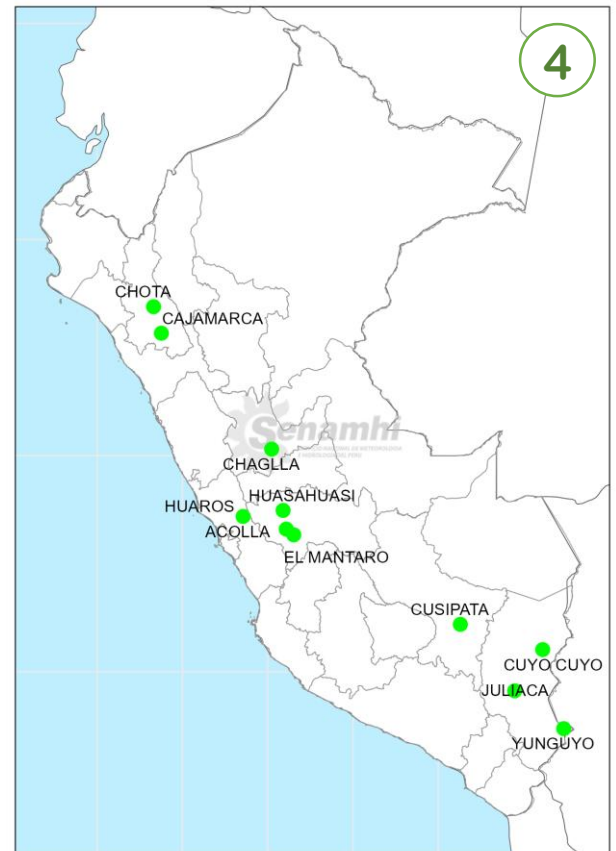 4
CHOTA
CAJAMARCA
Senamhi
CHAGLLA
HUASAHUASI
HUAROS
ACOLLA
EL MANTARO
CUSIPATA
CUYO CUYO
JULIACA
YUNGUYO